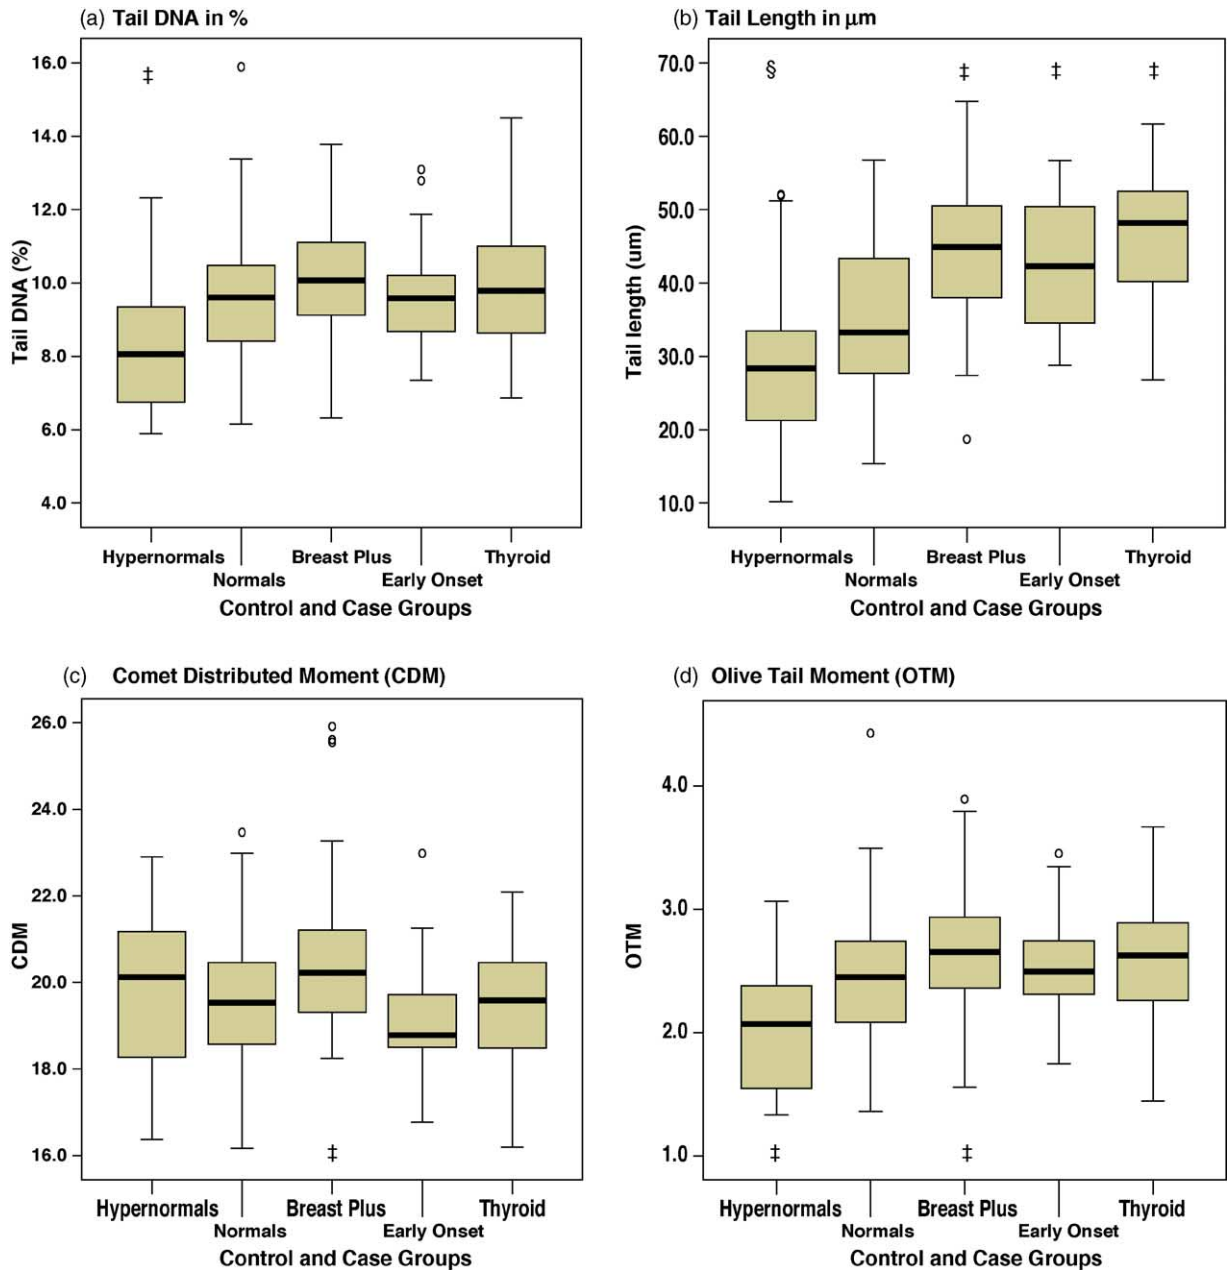 (a) Tail DNA in %
16.0
14.0
12.0
10.0
8.0
6.0
4.0
Tail DNA (%)
‡
Hypernormals
Normals
Breast Plus
Early Onset
Thyroid
Control and Case Groups
(b) Tail Length in μm
70.0
60.0
50.0
40.0
30.0
20.0
10.0
Tail length (um)
§
‡
‡
‡
Hypernormals
Normals
Breast Plus
Early Onset
Thyroid
Control and Case Groups
(c) Comet Distributed Moment (CDM)
26.0
24.0
22.0
20.0
18.0
16.0
CDM
‡
Hypernormals
Normals
Breast Plus
Early Onset
Thyroid
Control and Case Groups
(d) Olive Tail Moment (OTM)
4.0
3.0
2.0
1.0
OTM
‡
‡
Hypernormals
Normals
Breast Plus
Early Onset
Thyroid
Control and Case Groups